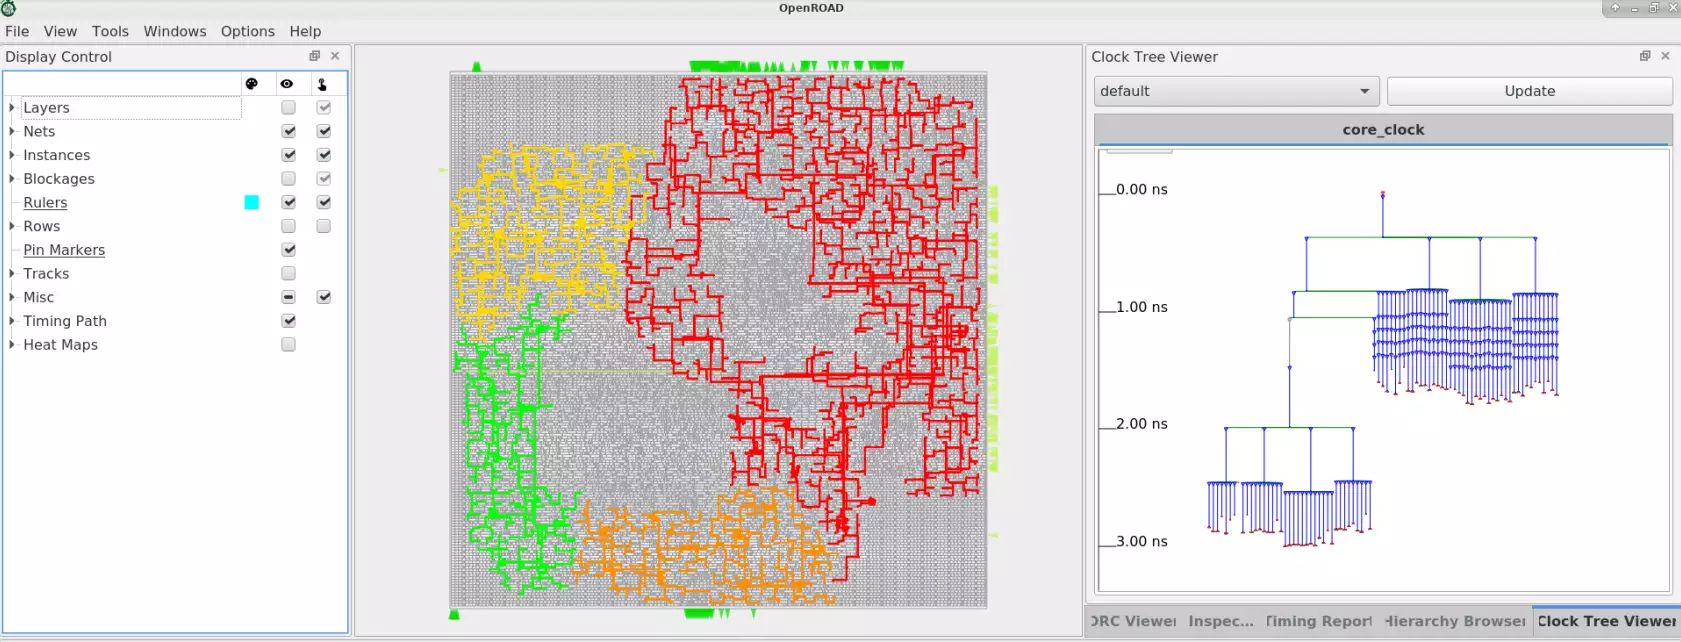 OpenROAD
File View Tools Windows Options Help
Display Control
Layers
Nets
Instances
Blockages
Rulers
Rows
Pin Markers
Tracks
Misc
Timing Path
Heat Maps
Clock Tree Viewer
default
Update
core_clock
0.00 ns
1.00 ns
2.00 ns
3.00 ns
DRC Viewer Inspec... Timing Report Hierarchy Browser Clock Tree Viewer